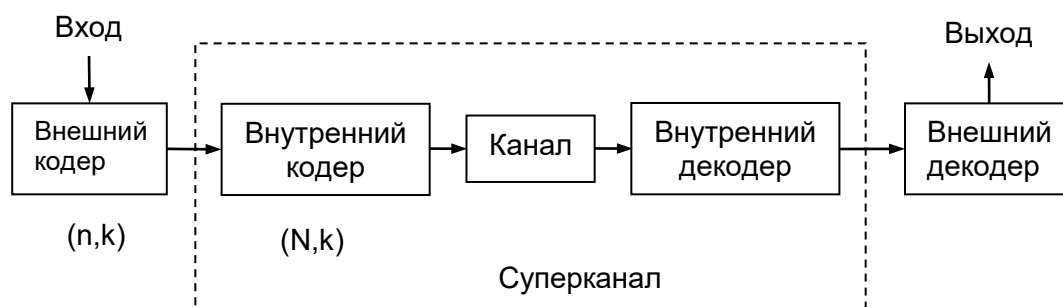 Вход
Выход
Внешний
кодер
Внутренний
кодер
Канал
Внутренний
декодер
Внешний
декодер
(n,k)
(N,k)
Суперканал